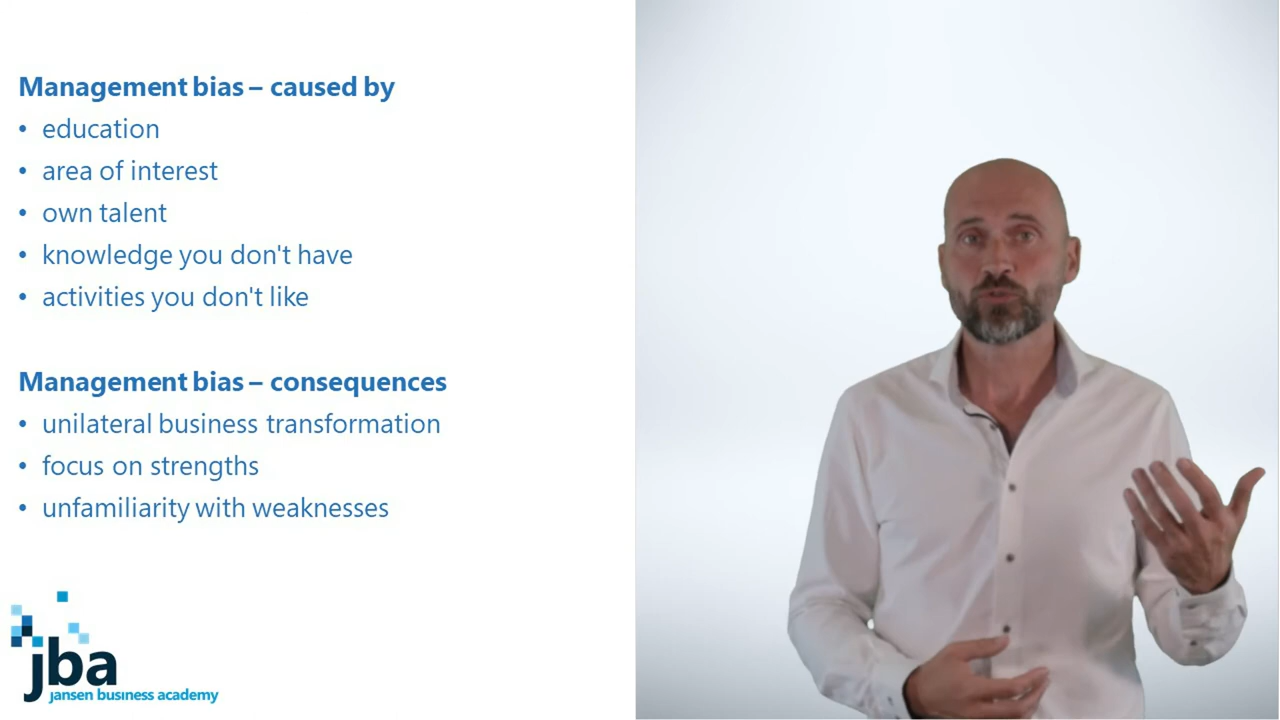 Management bias – caused by
• education
• area of interest
• own talent
• knowledge you don't have
• activities you don't like
Management bias – consequences
• unilateral business transformation
• focus on strengths
• unfamiliarity with weaknesses
jba
jansen business academy